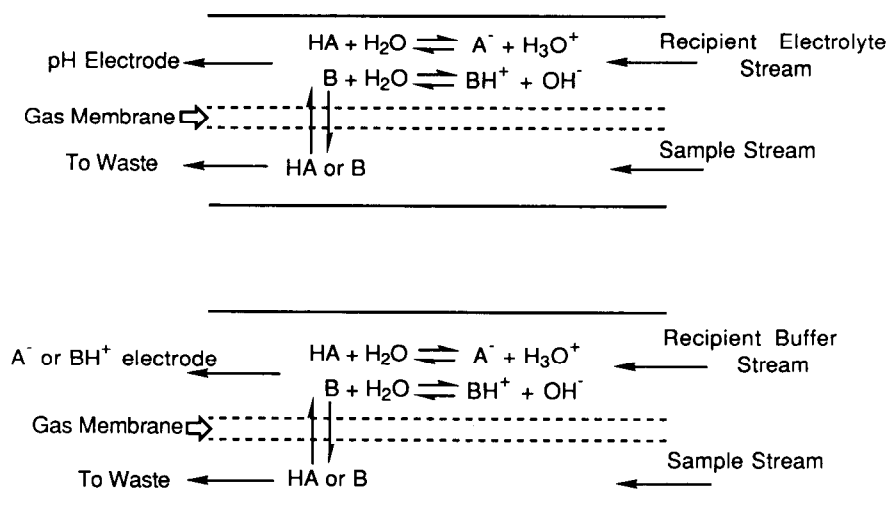 HA + H₂O ⇌ A⁻ + H₃O⁺
Recipient Electrolyte
Stream
pH Electrode
B + H₂O ⇌ BH⁺ + OH⁻
Gas Membrane
To Waste
HA or B
Sample Stream
Recipient Buffer
Stream
HA + H₂O ⇌ A⁻ + H₃O⁺
A⁻ or BH⁺ electrode
B + H₂O ⇌ BH⁺ + OH⁻
Gas Membrane
To Waste
HA or B
Sample Stream